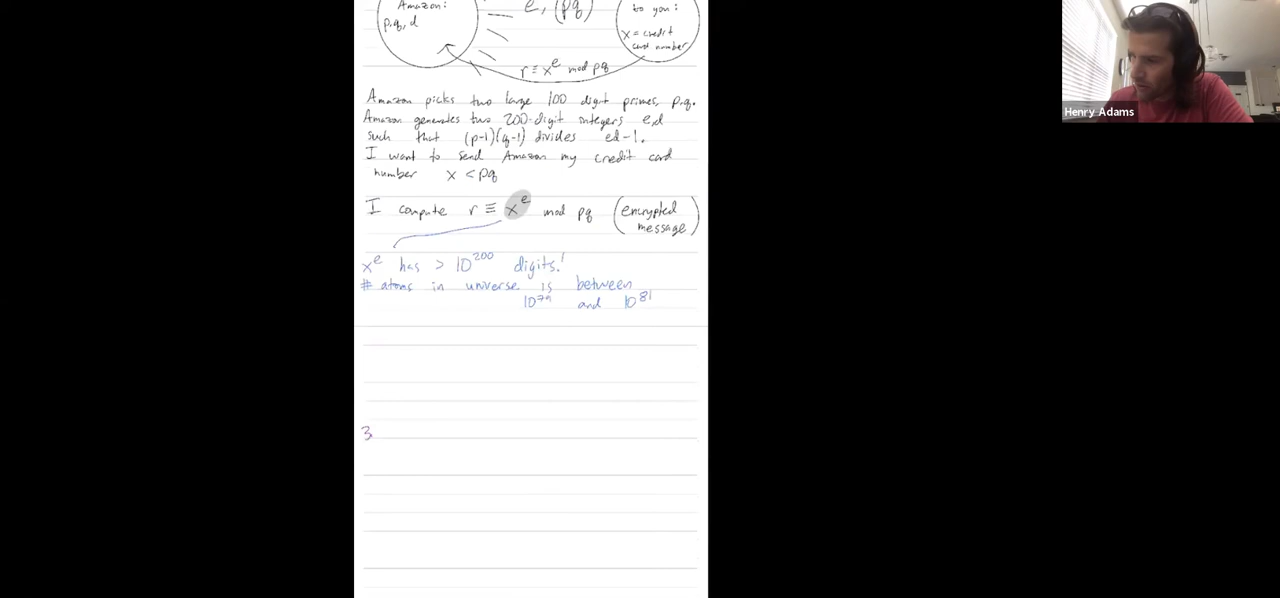 Amazon:
p,q,d
e, (pq)
to you:
x = credit
card number
r ≡ x^e mod pq
Amazon picks two large 100 digit primes, p,q.
Amazon generates two 200-digit integers e,d
such that (p-1)(q-1) divides ed-1.
I want to send Amazon my credit card
number x < pq
I compute r ≡ x^e mod pq (encrypted message)
x^e has > 10^200 digits!
# atoms in universe is between
10^79 and 10^81
3
Henry Adams